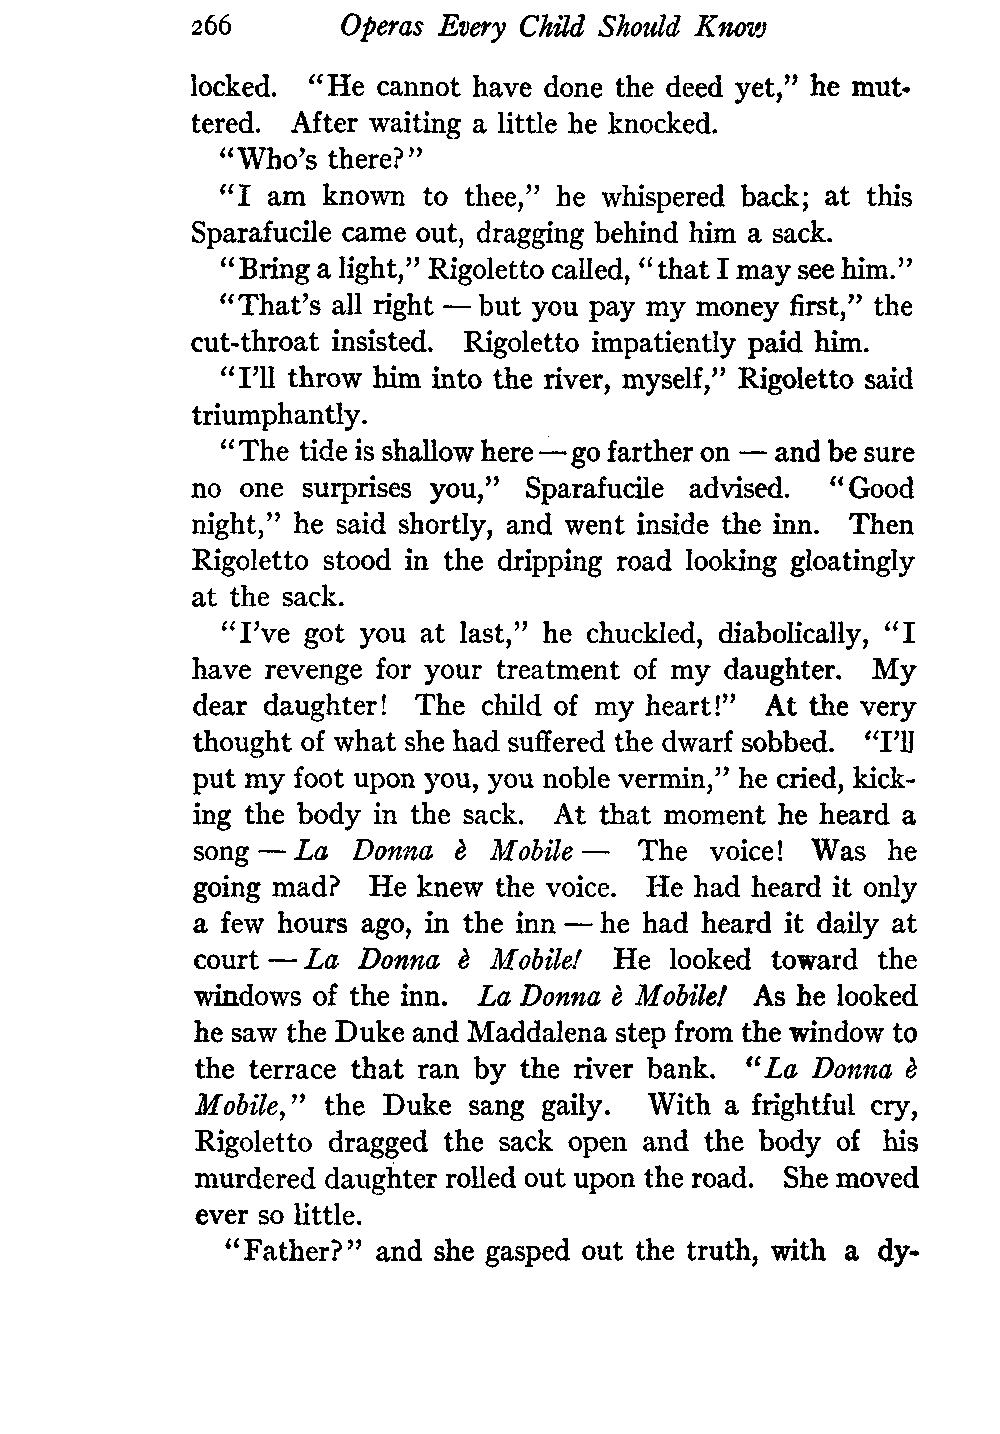 266 Operas Every Child Should Know
locked. "He cannot have done the deed yet," he mut-
tered. After waiting a little he knocked.
"Who's there?"
"I am known to thee," he whispered back; at this
Sparafucile came out, dragging behind him a sack.
"Bring a light," Rigoletto called, "that I may see him."
"That's all right — but you pay my money first," the
cut-throat insisted. Rigoletto impatiently paid him.
"I'll throw him into the river, myself," Rigoletto said
triumphantly.
"The tide is shallow here — go farther on — and be sure
no one surprises you," Sparafucile advised. "Good
night," he said shortly, and went inside the inn. Then
Rigoletto stood in the dripping road looking gloatingly
at the sack.
"I've got you at last," he chuckled, diabolically, "I
have revenge for your treatment of my daughter. My
dear daughter! The child of my heart!" At the very
thought of what she had suffered the dwarf sobbed. "I'll
put my foot upon you, you noble vermin," he cried, kick-
ing the body in the sack. At that moment he heard a
song — La Donna è Mobile — The voice! Was he
going mad? He knew the voice. He had heard it only
a few hours ago, in the inn — he had heard it daily at
court — La Donna è Mobile! He looked toward the
windows of the inn. La Donna è Mobile! As he looked
he saw the Duke and Maddalena step from the window to
the terrace that ran by the river bank. "La Donna è
Mobile," the Duke sang gaily. With a frightful cry,
Rigoletto dragged the sack open and the body of his
murdered daughter rolled out upon the road. She moved
ever so little.
"Father?" and she gasped out the truth, with a dy-